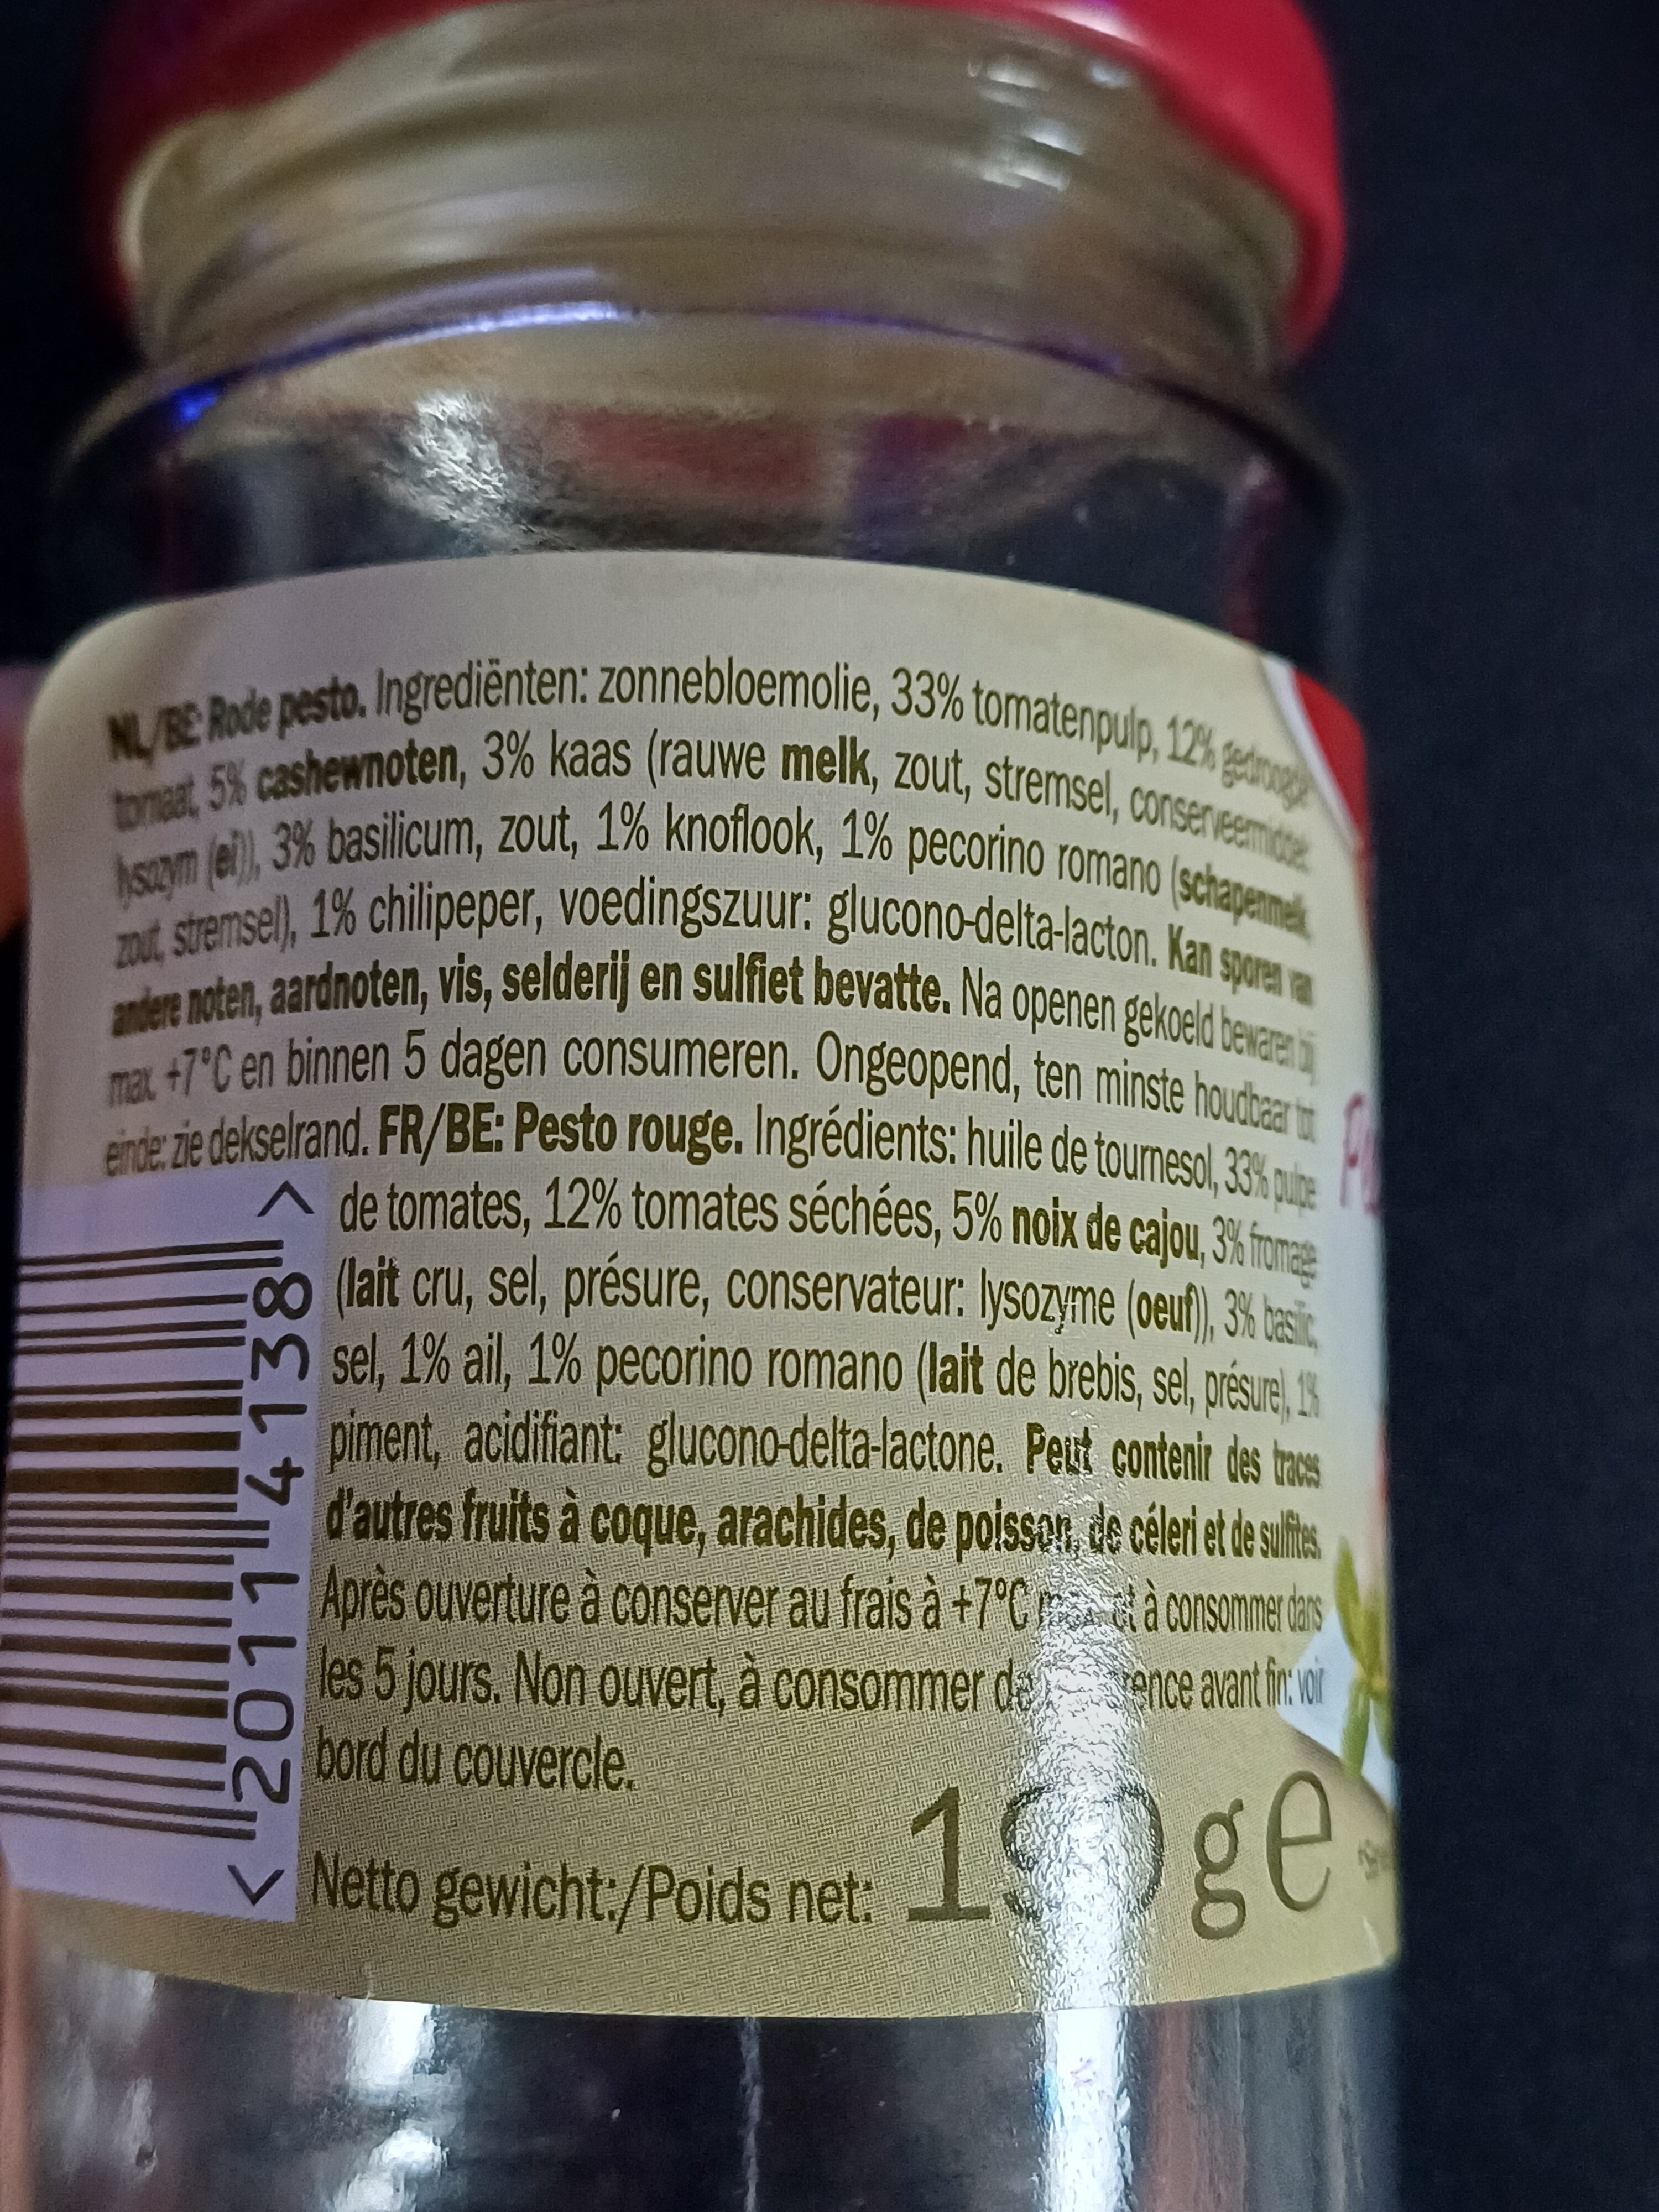 NL/BE: Rode pesto. Ingrediënten: zonnebloemolie, 33% tomatenpulp, 12% gedroogde
tomaat, 5% cashewnoten, 3% kaas (rauwe melk, zout, stremsel, conserveermiddel:
lysozym (ei)), 3% basilicum, zout, 1% knoflook, 1% pecorino romano (schapenmelk,
zout, stremsel), 1% chilipeper, voedingszuur: glucono-delta-lacton. Kan sporen van
andere noten, aardnoten, vis, selderij en sulfiet bevatte. Na openen gekoeld bewaren bij
max. +7°C en binnen 5 dagen consumeren. Ongeopend, ten minste houdbaar tot
einde: zie dekselrand. FR/BE: Pesto rouge. Ingrédients: huile de tournesol, 33% pulpe
de tomates, 12% tomates séchées, 5% noix de cajou, 3% fromage
(lait cru, sel, présure, conservateur: lysozyme (oeuf)), 3% basilic,
sel, 1% ail, 1% pecorino romano (lait de brebis, sel, présure), 1%
piment, acidifiant: glucono-delta-lactone. Peut contenir des traces
d'autres fruits à coque, arachides, de poisson, de céleri et de sulfites.
Après ouverture à conserver au frais à +7°C et à consommer dans
les 5 jours. Non ouvert, à consommer de avant fin: voir
bord du couvercle.
Netto gewicht:/Poids net: 190 g e
< 20114138 >